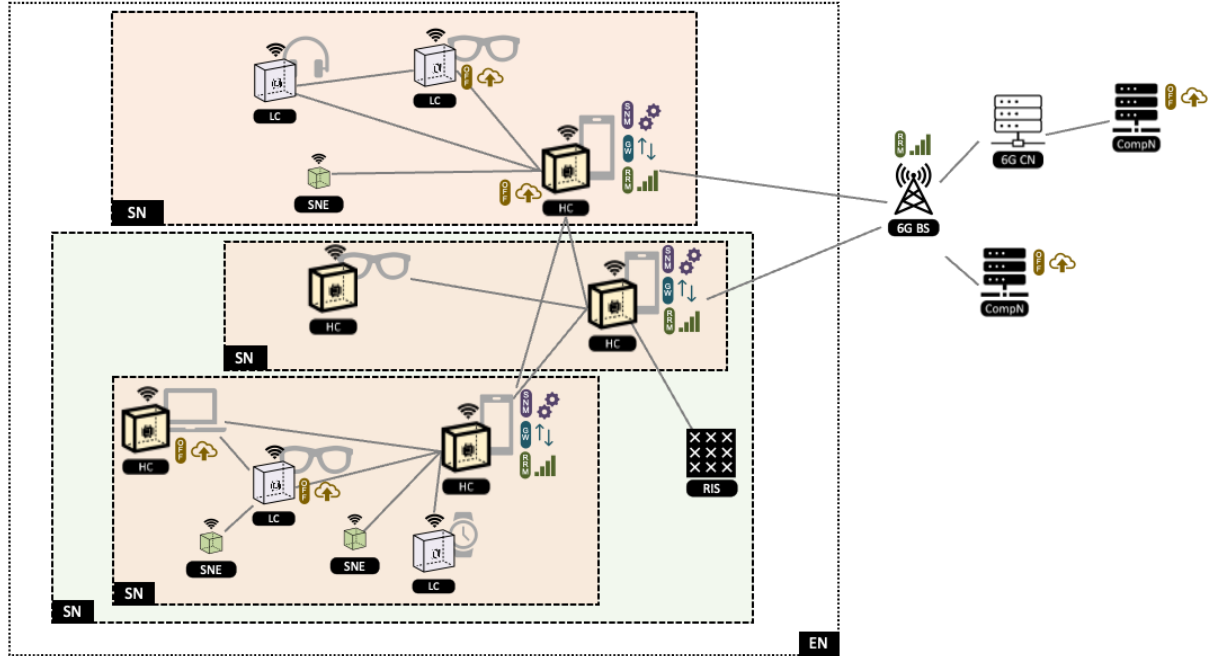 LC
OFF
LC
SNE
OFF
HC
SNM
GW
RRM
SN
RRM
6G BS
6G CN
OFF
CompN
OFF
CompN
HC
SNM
GW
RRM
HC
SN
HC
OFF
LC
OFF
SNE
SNE
LC
HC
SNM
GW
RRM
RIS
SN
SN
EN